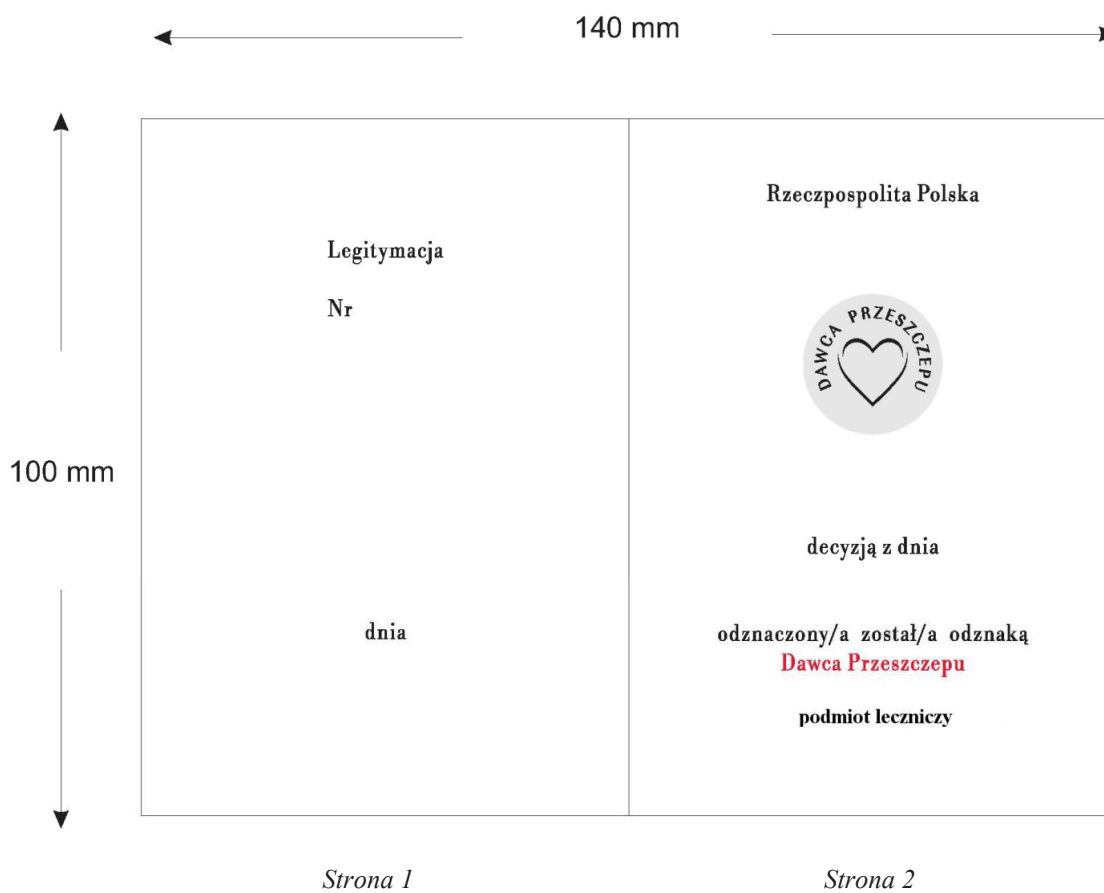 140 mm
100 mm
Legitymacja
Nr
dnia
Rzeczpospolita Polska
DAWCA PRZESZCZEPU
decyzją z dnia
odznaczony/a został/a odznaką
Dawca Przeszczepu
podmiot leczniczy
Strona 1
Strona 2